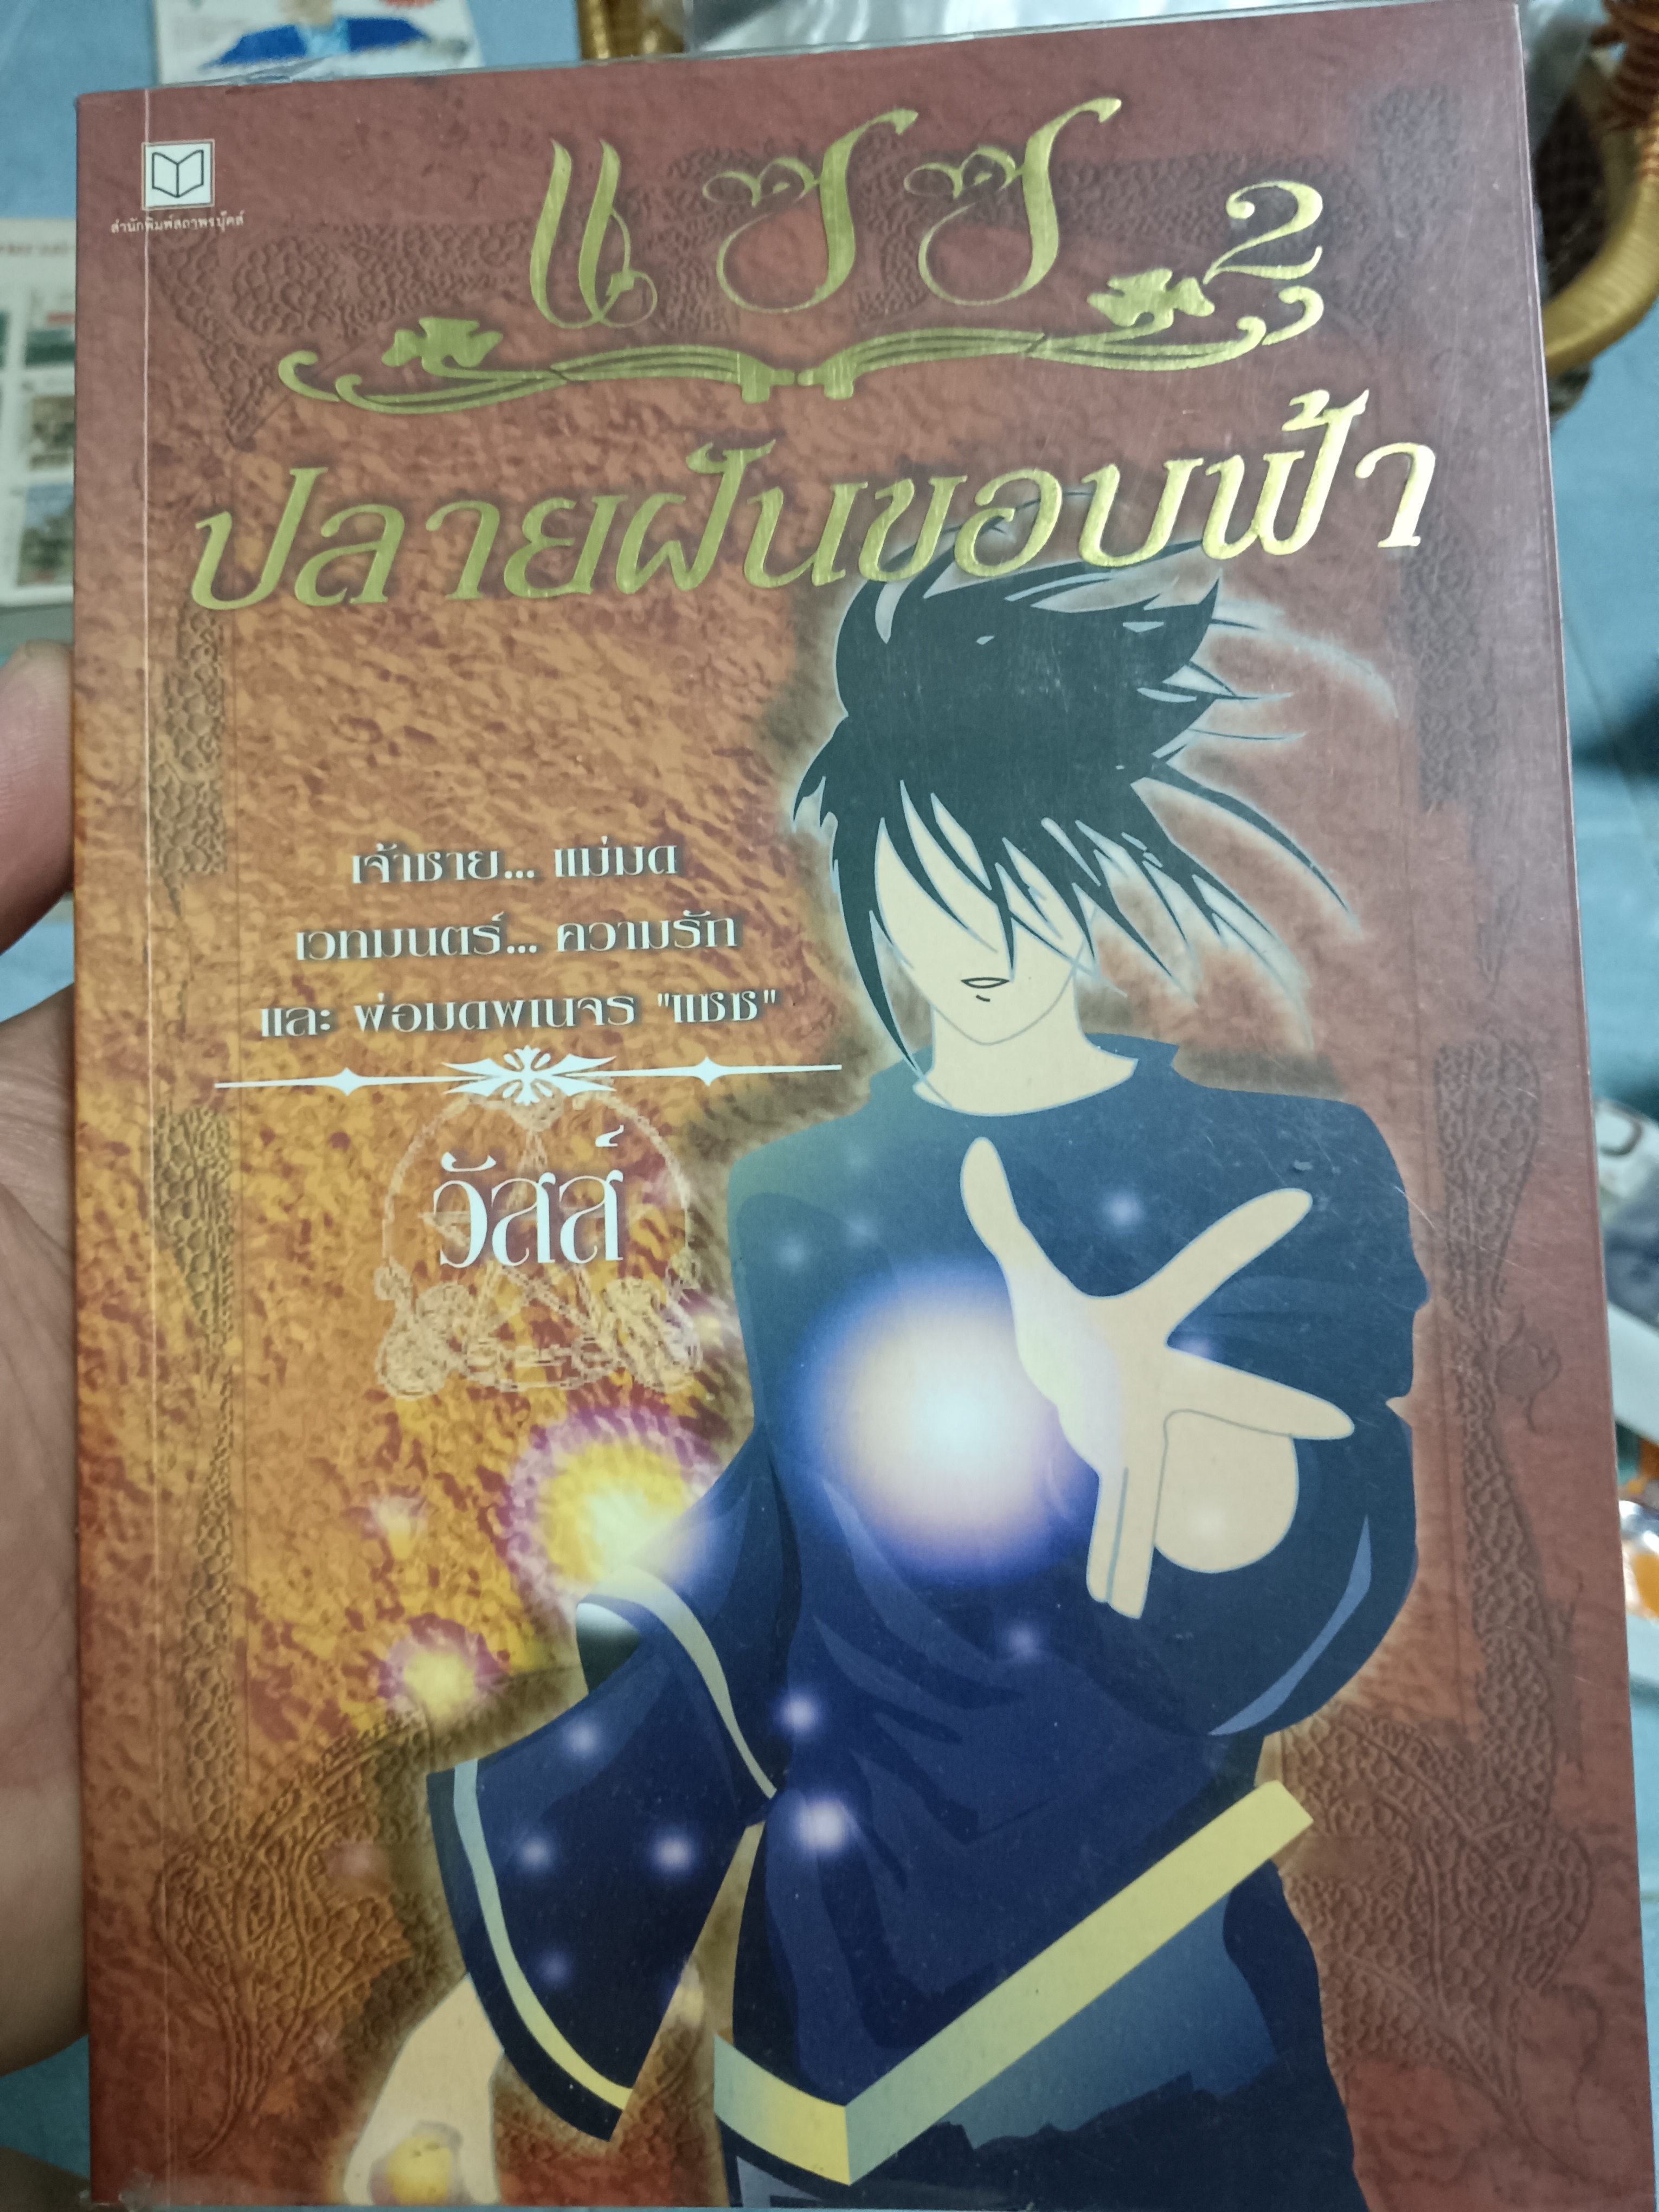 สำนักพิมพ์สถาพรบุ๊คส์
แซซ 2
ปลายฝันขอบฟ้า
เจ้าชาย... แม่มด
เวทมนตร์... ความรัก
และ พ่อมดพเนจร "แซซ"
วัสส์